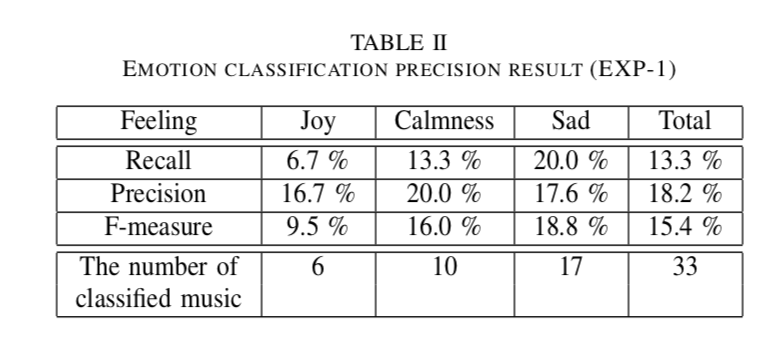 TABLE II
EMOTION CLASSIFICATION PRECISION RESULT (EXP-1)
Feeling Joy Calmness Sad Total
Recall 6.7 % 13.3 % 20.0 % 13.3 %
Precision 16.7 % 20.0 % 17.6 % 18.2 %
F-measure 9.5 % 16.0 % 18.8 % 15.4 %
The number of 6 10 17 33
classified music